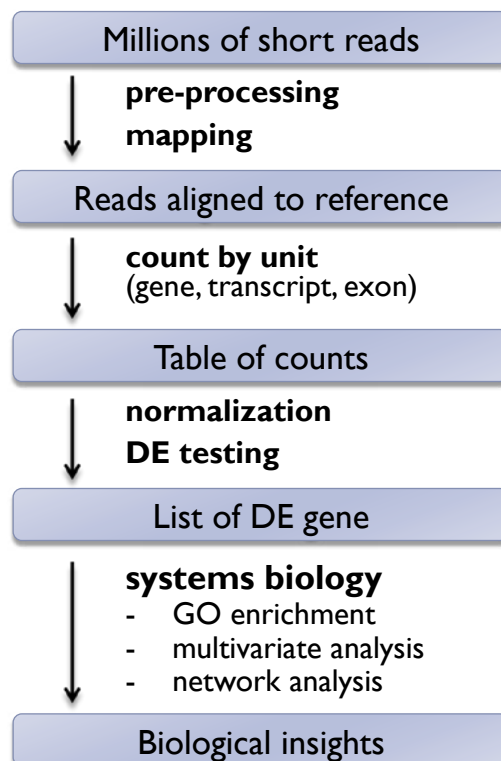 Millions of short reads
pre-processing
mapping
Reads aligned to reference
count by unit
(gene, transcript, exon)
Table of counts
normalization
DE testing
List of DE gene
systems biology
- GO enrichment
- multivariate analysis
- network analysis
Biological insights